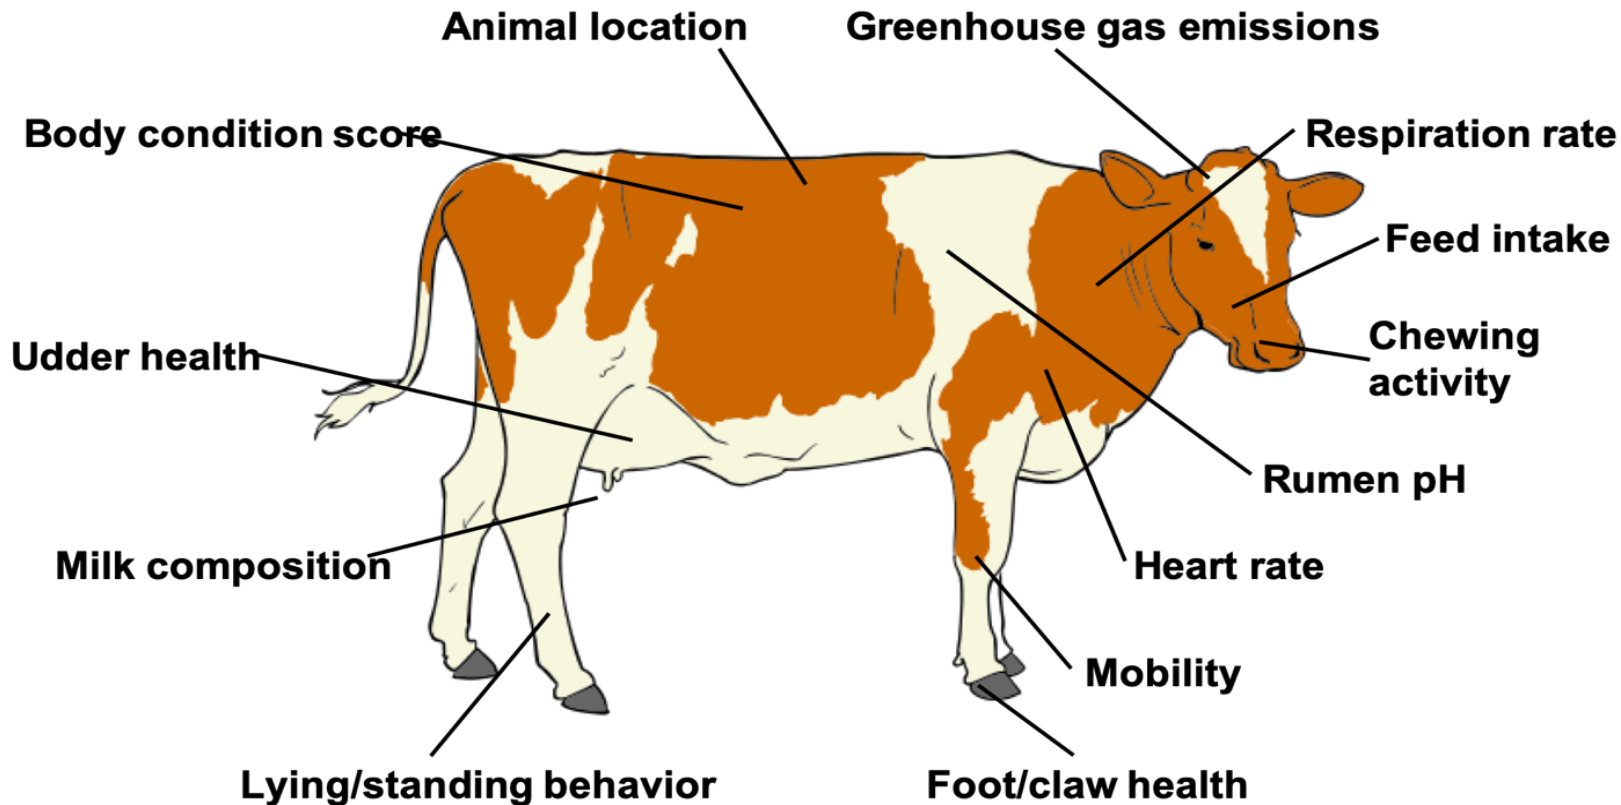 Animal location
Greenhouse gas emissions
Body condition score
Respiration rate
Feed intake
Udder health
Chewing
activity
Rumen pH
Milk composition
Heart rate
Mobility
Lying/standing behavior
Foot/claw health